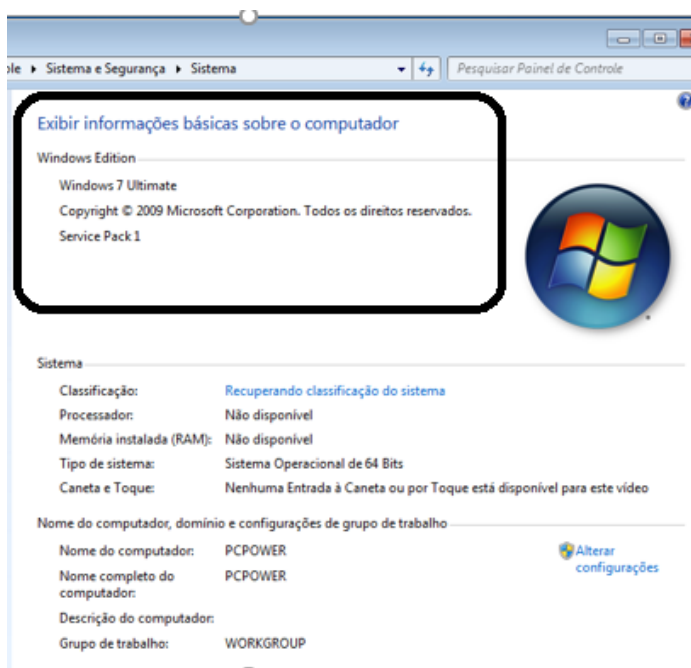 ole ▸ Sistema e Segurança ▸ Sistema
Pesquisar Painel de Controle
Exibir informações básicas sobre o computador
Windows Edition
Windows 7 Ultimate
Copyright © 2009 Microsoft Corporation. Todos os direitos reservados.
Service Pack 1
Sistema
Classificação: Recuperando classificação do sistema
Processador: Não disponível
Memória instalada (RAM): Não disponível
Tipo de sistema: Sistema Operacional de 64 Bits
Caneta e Toque: Nenhuma Entrada à Caneta ou por Toque está disponível para este vídeo
Nome do computador, domínio e configurações de grupo de trabalho
Nome do computador: PCPOWER
Alterar
configurações
Nome completo do
computador:
PCPOWER
Descrição do computador:
Grupo de trabalho: WORKGROUP